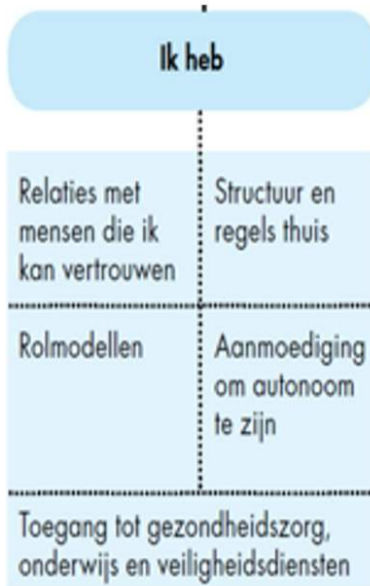 Ik heb
Relaties met
mensen die ik
kan vertrouwen
Structuur en
regels thuis
Rolmodellen
Aanmoediging
om autonoom
te zijn
Toegang tot gezondheidszorg,
onderwijs en veiligheidsdiensten